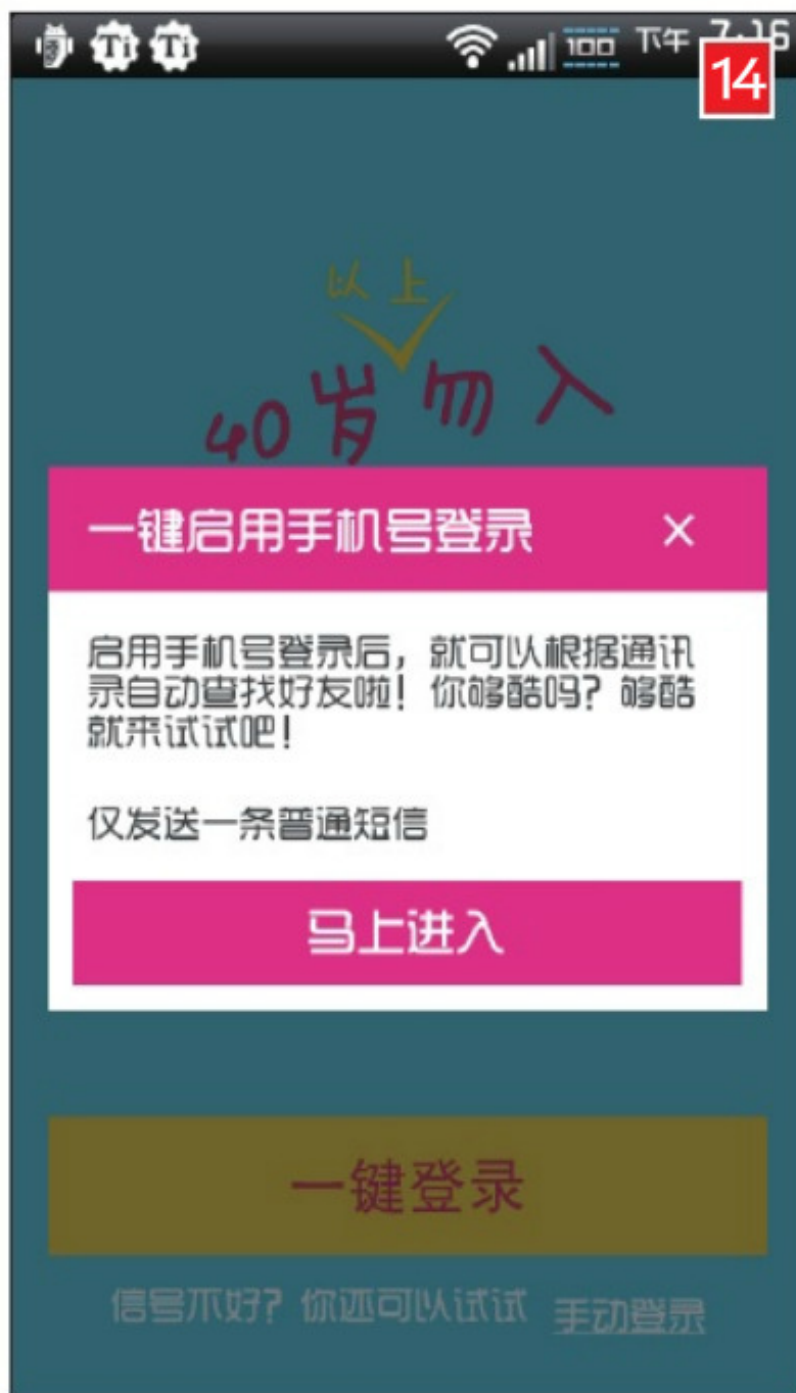 Ti Ti 100 下午 7:16
14
以上
40岁勿入
一键启用手机号登录 ×
启用手机号登录后，就可以根据通讯
录自动查找好友啦！你够酷吗？够酷
就来试试吧！
仅发送一条普通短信
马上进入
一键登录
信号不好？你还可以试试 手动登录